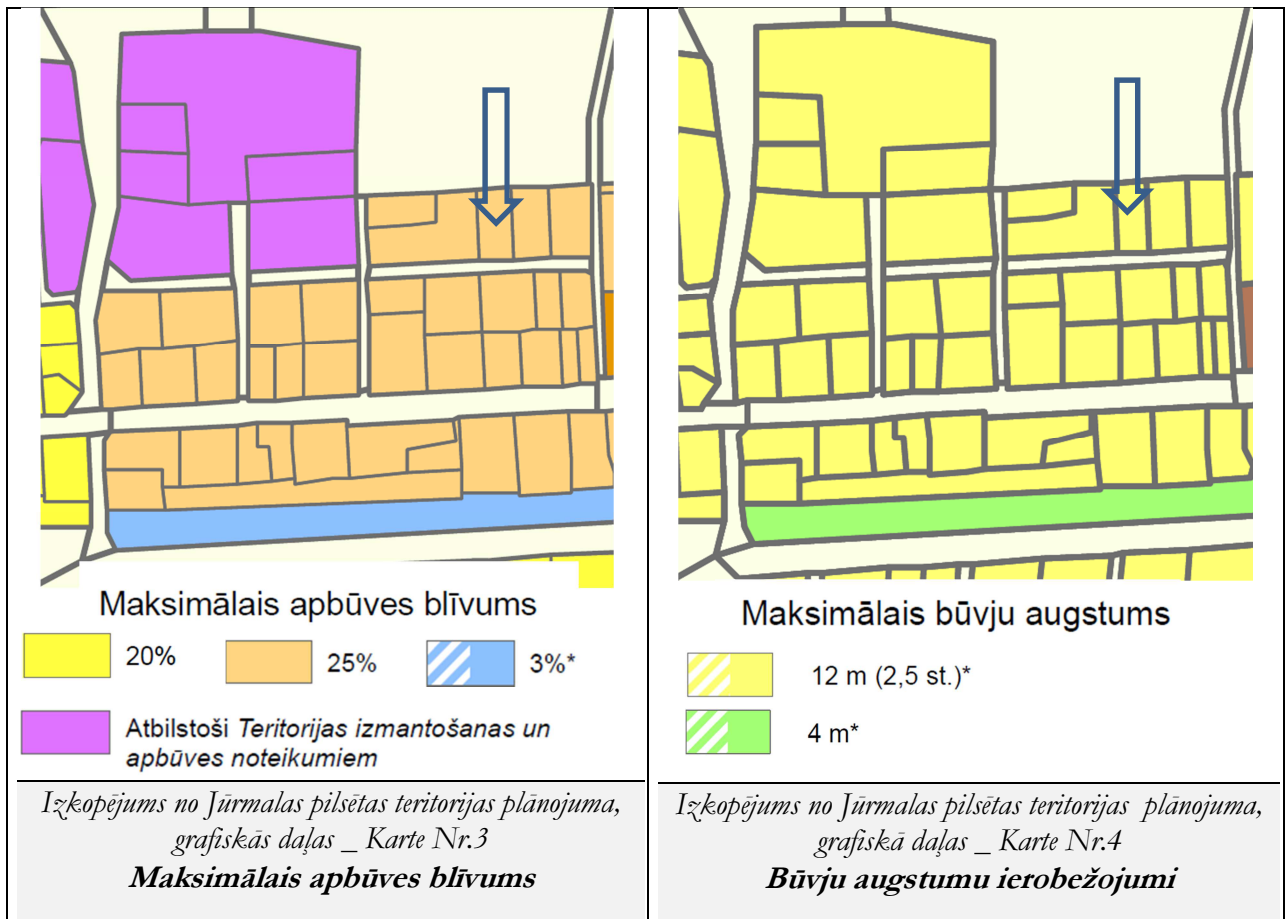 Maksimālais apbūves blīvums
20%
25%
3%*
Atbilstoši Teritorijas izmantošanas un
apbūves noteikumiem
Izkopējums no Jūrmalas pilsētas teritorijas plānojuma,
grafiskās daļas _ Karte Nr.3
Maksimālais apbūves blīvums
Maksimālais būvju augstums
12 m (2,5 st.)*
4 m*
Izkopējums no Jūrmalas pilsētas teritorijas plānojuma,
grafiskā daļas _ Karte Nr.4
Būvju augstumu ierobežojumi